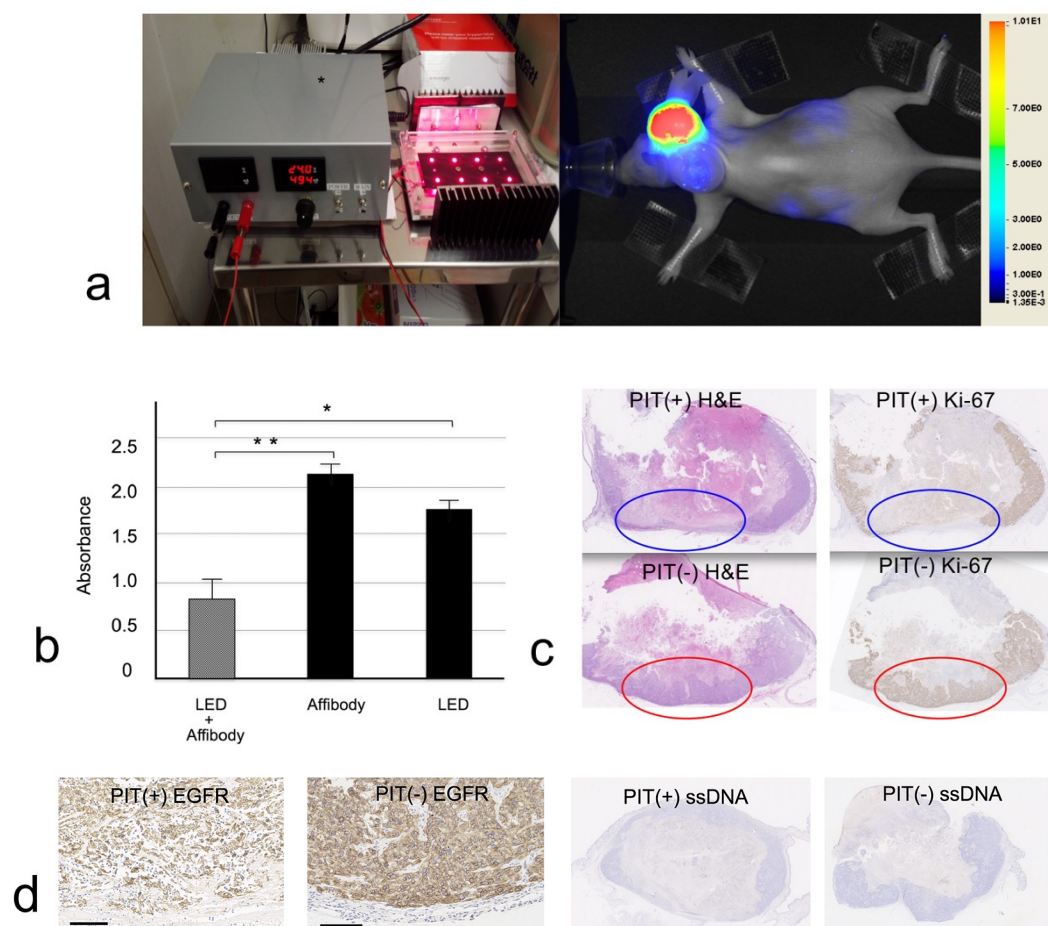 *
24.0
494
1.01E1
7.00E0
5.00E0
3.00E0
2.00E0
1.00E0
3.00E-1
1.35E-3
a
*
* *
2.5
2.0
1.5
1.0
0.5
0
Absorbance
LED
+
Affibody
Affibody
LED
b
PIT(+) H&E
PIT(+) Ki-67
PIT(-) H&E
PIT(-) Ki-67
c
PIT(+) EGFR
PIT(-) EGFR
PIT(+) ssDNA
PIT(-) ssDNA
d